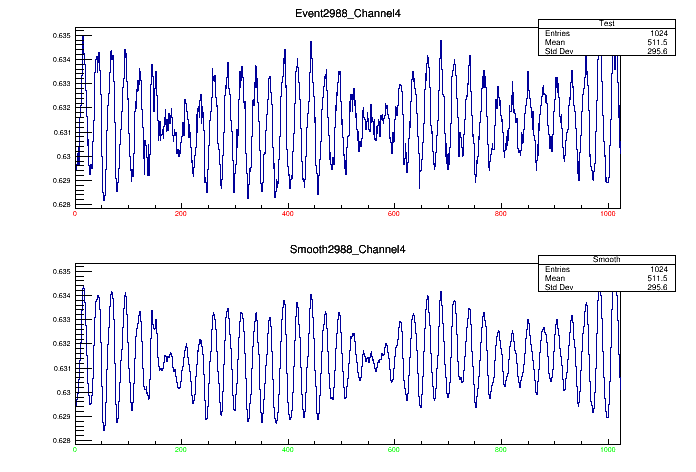 Event2988_Channel4
Test
Entries 1024
Mean 511.5
Std Dev 295.6
0.635
0.634
0.633
0.632
0.631
0.63
0.629
0.628
0 200 400 600 800 1000
Smooth2988_Channel4
Smooth
Entries 1024
Mean 511.5
Std Dev 295.6
0.635
0.634
0.633
0.632
0.631
0.63
0.629
0.628
0 200 400 600 800 1000